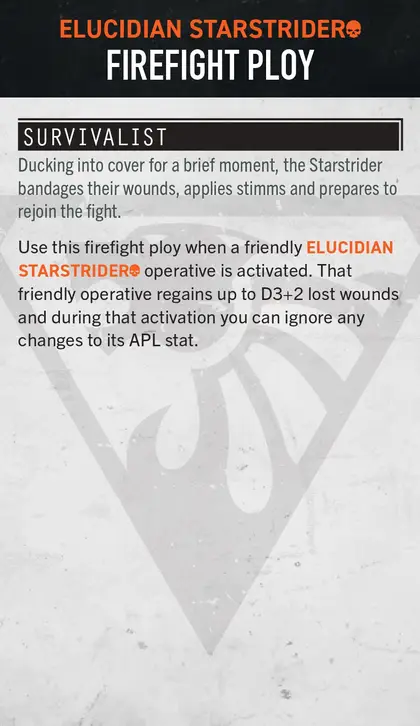 ELUCIDIAN STARSTRIDER
FIREFIGHT PLOY
SURVIVALIST
Ducking into cover for a brief moment, the Starstrider
bandages their wounds, applies stimms and prepares to
rejoin the fight.
Use this firefight ploy when a friendly ELUCIDIAN
STARSTRIDER operative is activated. That
friendly operative regains up to D3+2 lost wounds
and during that activation you can ignore any
changes to its APL stat.